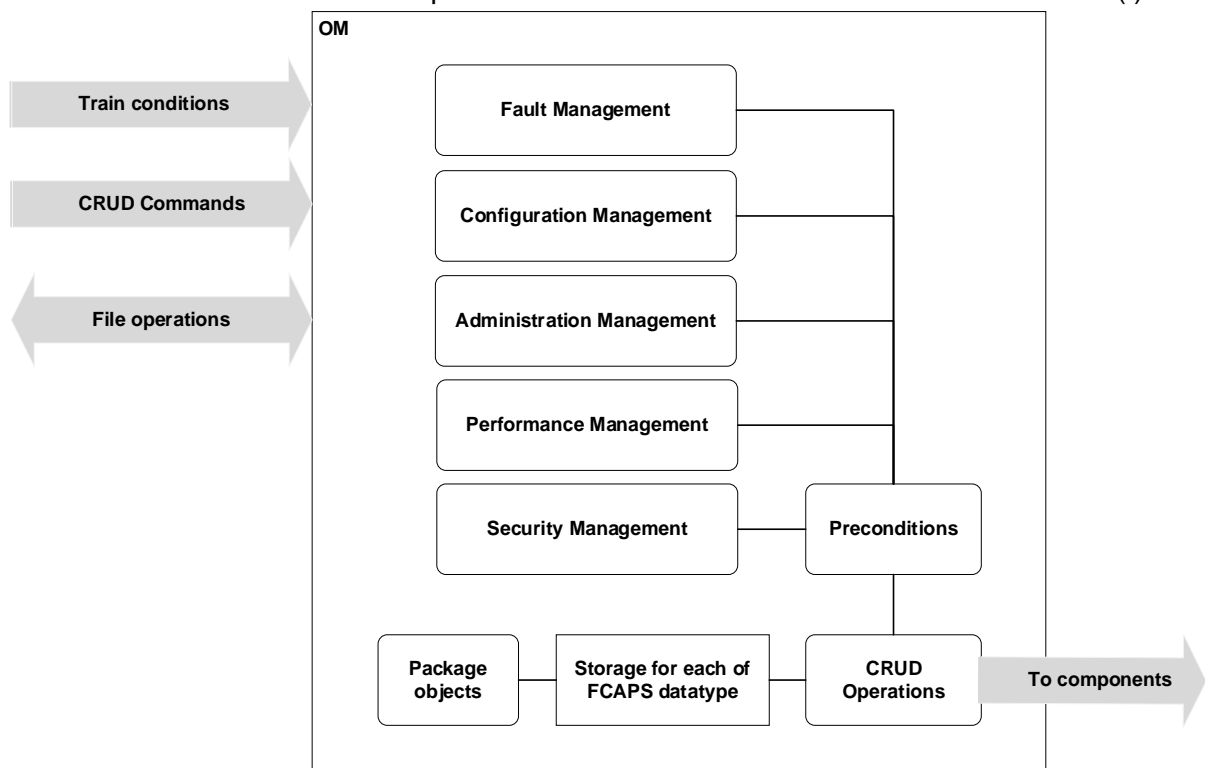 OM
Train conditions
Fault Management
CRUD Commands
Configuration Management
File operations
Administration Management
Performance Management
Security Management
Preconditions
Package
objects
Storage for each of
FCAPS datatype
CRUD
Operations
To components